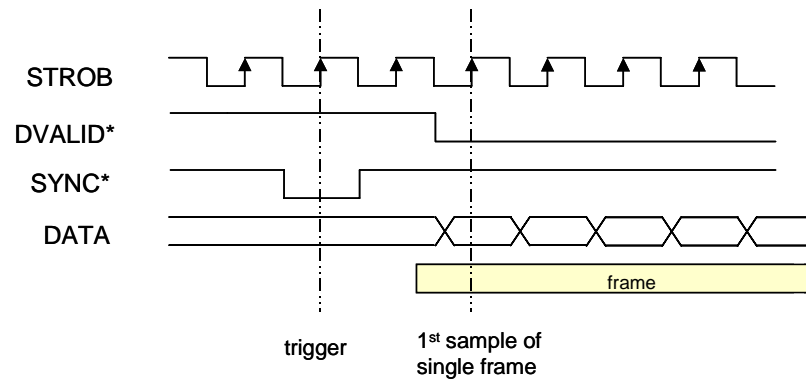 STROB
DVALID*
SYNC*
DATA
frame
trigger
1st sample of
single frame